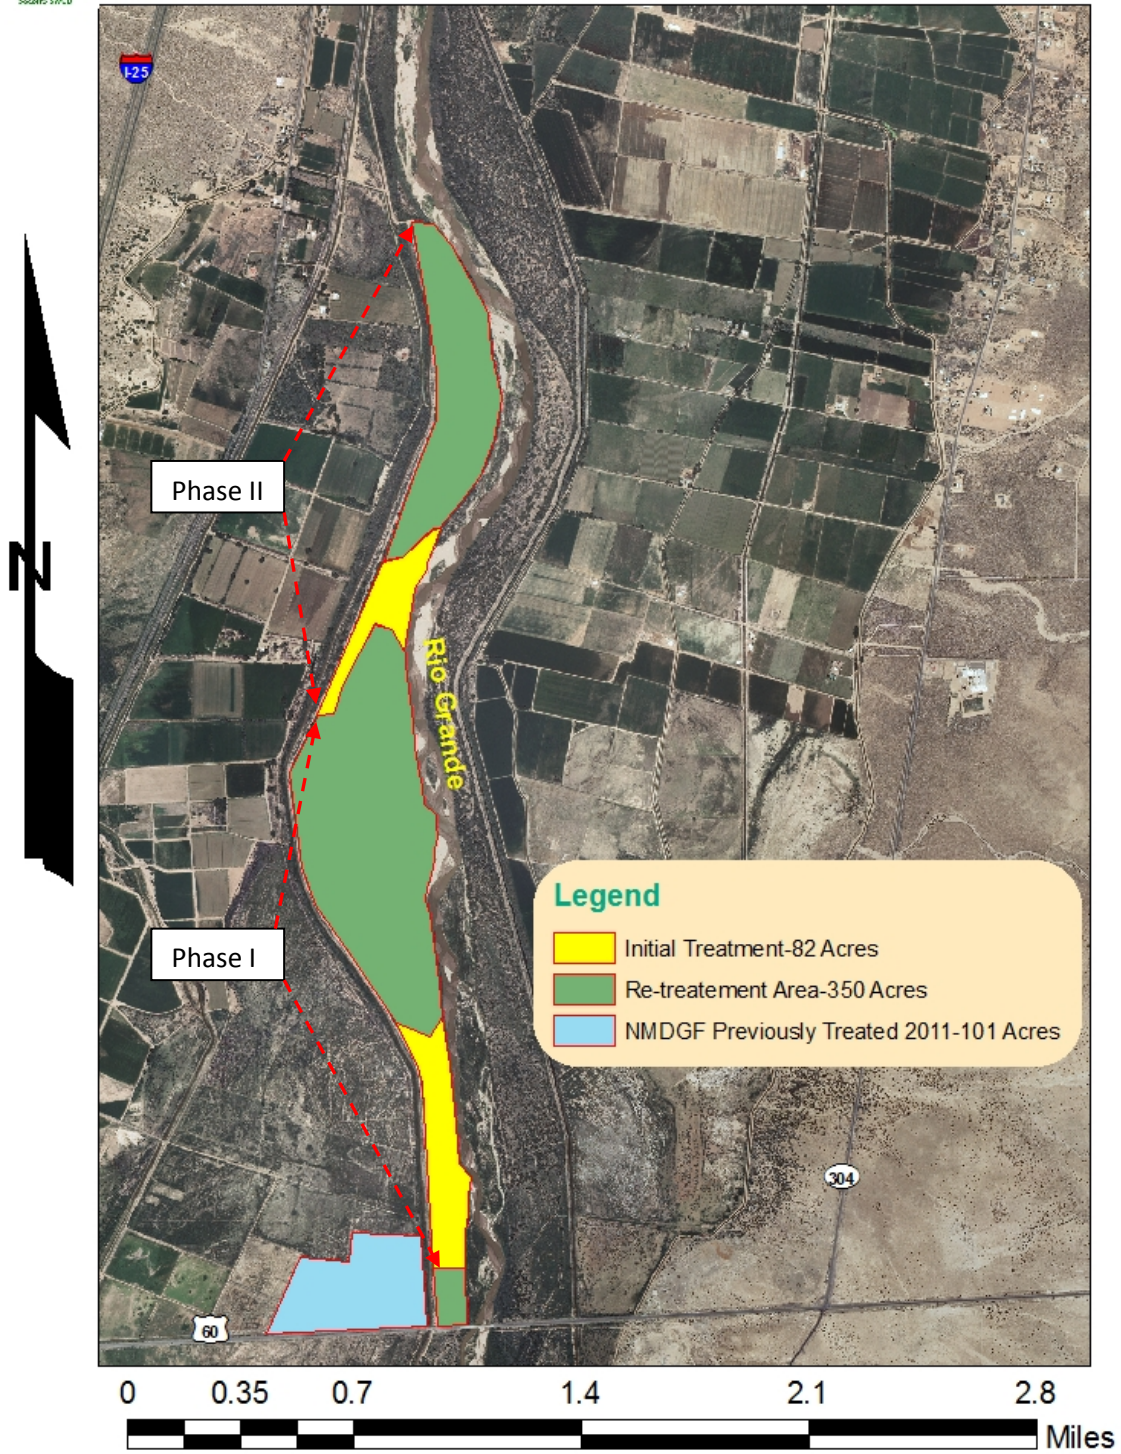 I-25
Phase II
N
Rio Grande
Legend
Initial Treatment-82 Acres
Re-treatement Area-350 Acres
NMDGF Previously Treated 2011-101 Acres
Phase I
304
60
0 0.35 0.7 1.4 2.1 2.8
Miles